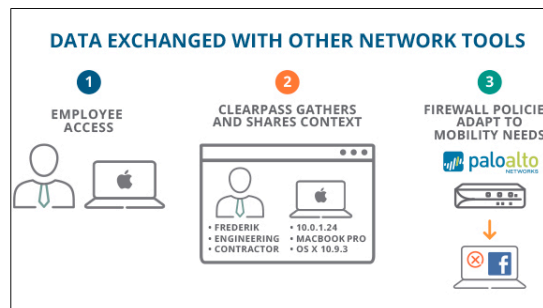 DATA EXCHANGED WITH OTHER NETWORK TOOLS
1
EMPLOYEE
ACCESS
2
CLEARPASS GATHERS
AND SHARES CONTEXT
• FREDERIK
• ENGINEERING
• CONTRACTOR
• 10.0.1.24
• MACBOOK PRO
• OS X 10.9.3
3
FIREWALL POLICIE
ADAPT TO
MOBILITY NEEDS
paloalto
NETWORKS
f